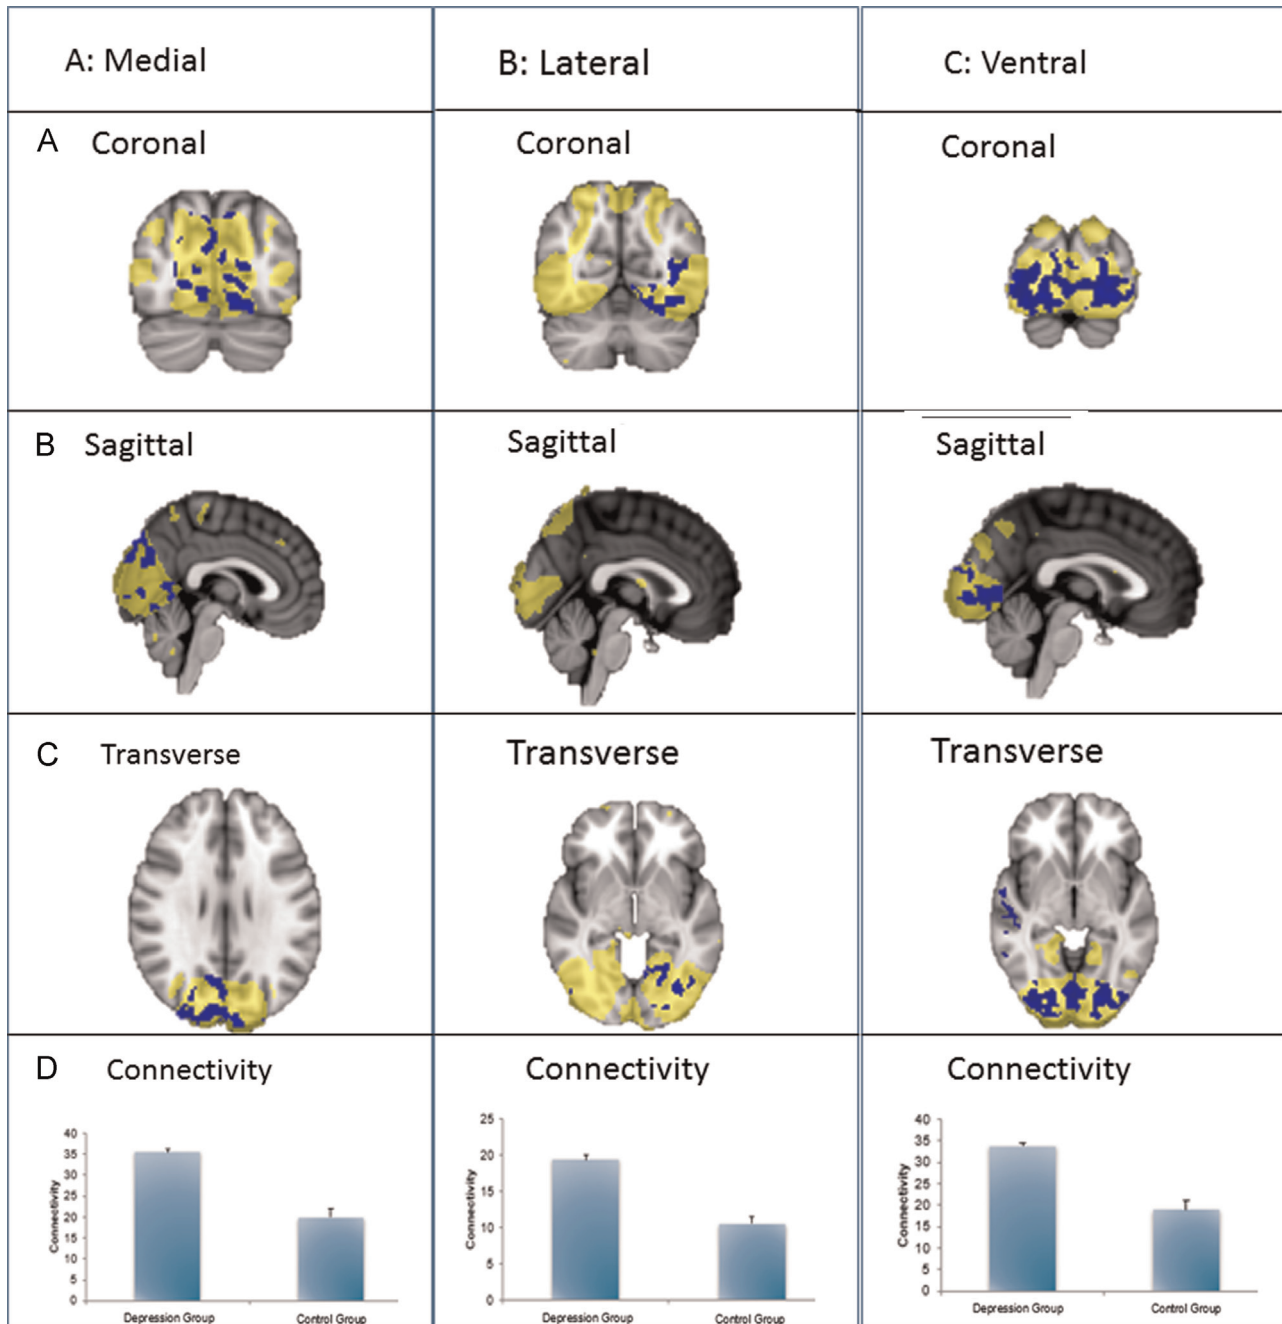 A: Medial
B: Lateral
C: Ventral
A Coronal
Coronal
Coronal
B Sagittal
Sagittal
Sagittal
C Transverse
Transverse
Transverse
D Connectivity
Connectivity
Connectivity
40
35
30
25
20
15
10
5
0
Connectivity
Depression Group
Control Group
25
20
15
10
5
0
Connectivity
Depression Group
Control Group
40
35
30
25
20
15
10
5
0
Connectivity
Depression Group
Control Group